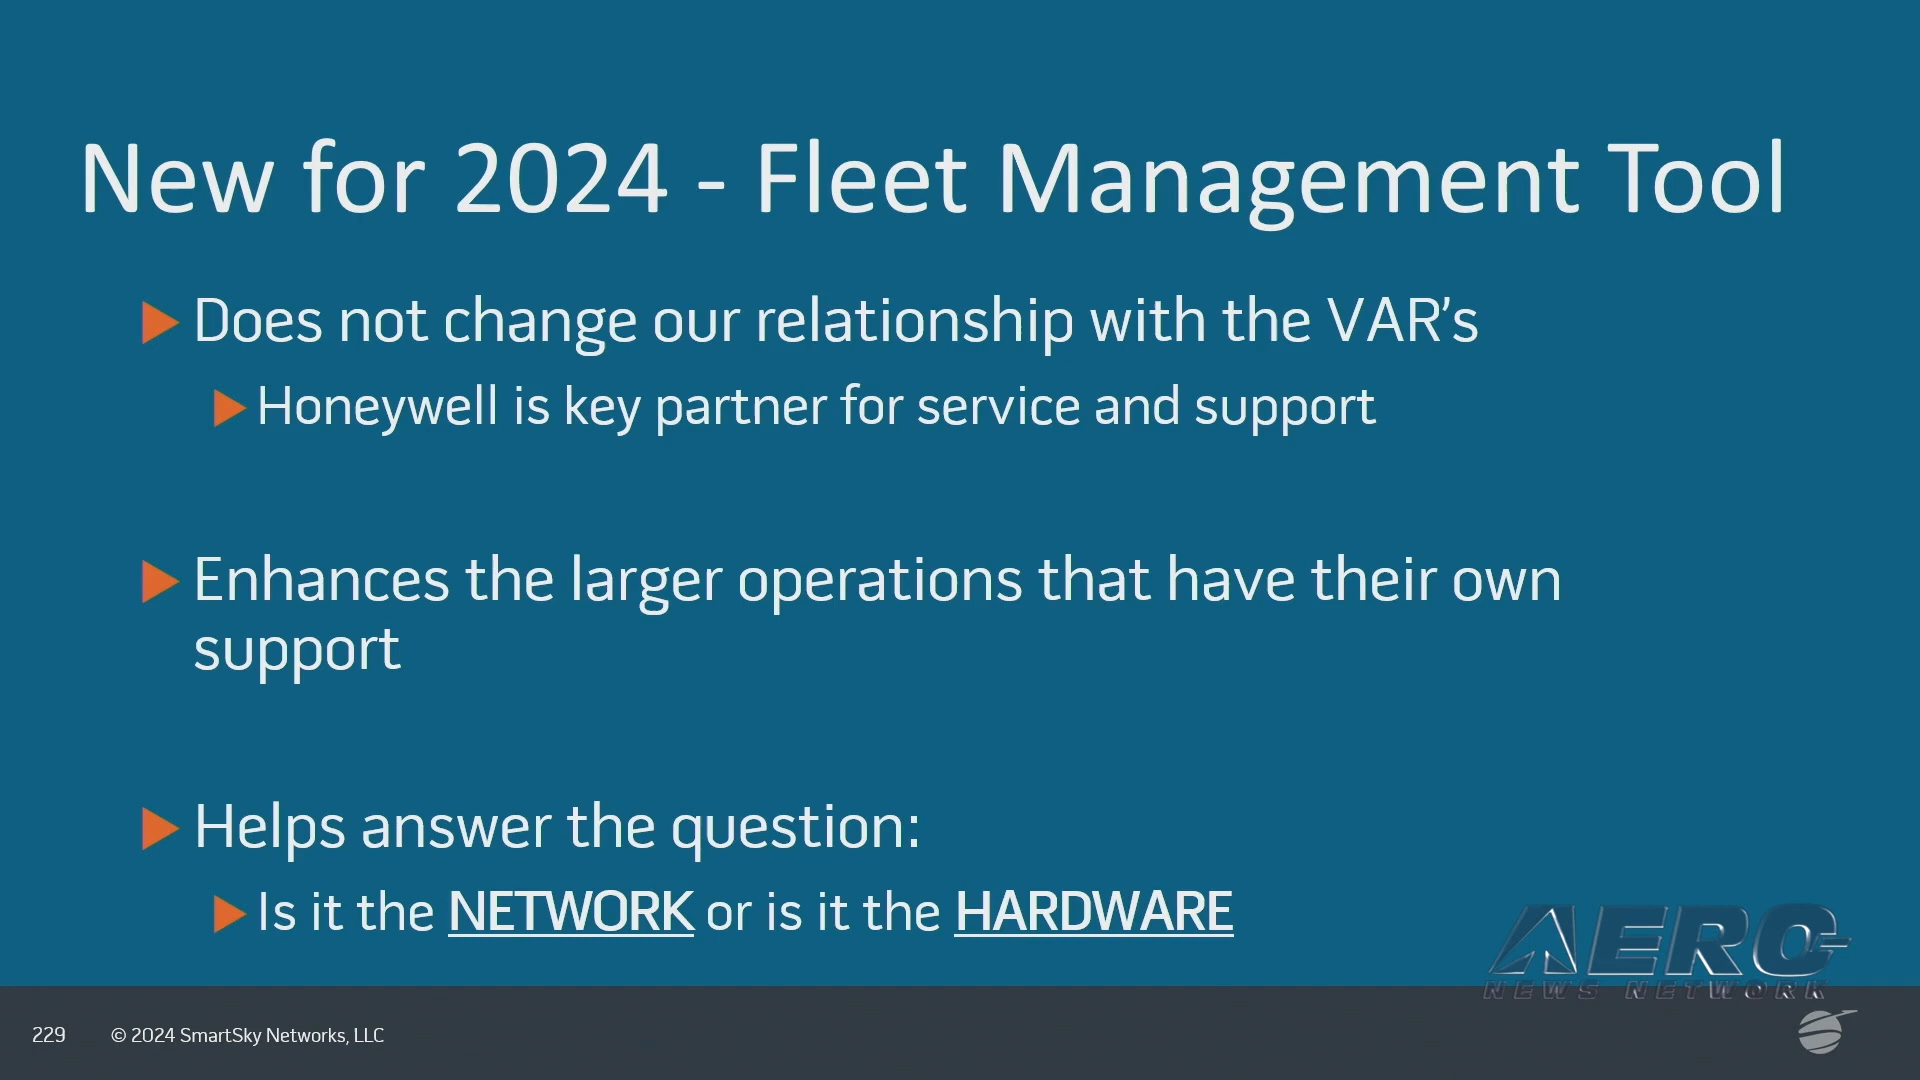 New for 2024 - Fleet Management Tool
Does not change our relationship with the VAR’s
Honeywell is key partner for service and support
Enhances the larger operations that have their own
support
Helps answer the question:
Is it the NETWORK or is it the HARDWARE
AERO
NEWS NETWORK
229 © 2024 SmartSky Networks, LLC